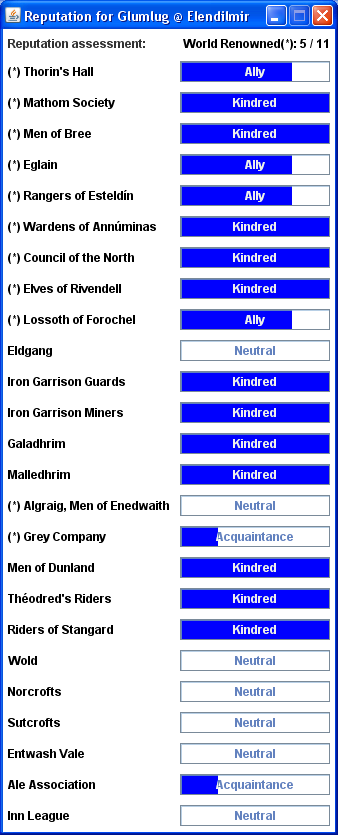 Reputation for Glumlug @ Elendilmir
Reputation assessment: World Renowned(*): 5 / 11
(*) Thorin's Hall Ally
(*) Mathom Society Kindred
(*) Men of Bree Kindred
(*) Eglain Ally
(*) Rangers of Esteldín Ally
(*) Wardens of Annúminas Kindred
(*) Council of the North Kindred
(*) Elves of Rivendell Kindred
(*) Lossoth of Forochel Ally
Eldgang Neutral
Iron Garrison Guards Kindred
Iron Garrison Miners Kindred
Galadhrim Kindred
Malledhrim Kindred
(*) Algraig, Men of Enedwaith Neutral
(*) Grey Company Acquaintance
Men of Dunland Kindred
Théodred's Riders Kindred
Riders of Stangard Kindred
Wold Neutral
Norcrofts Neutral
Sutcrofts Neutral
Entwash Vale Neutral
Ale Association Acquaintance
Inn League Neutral